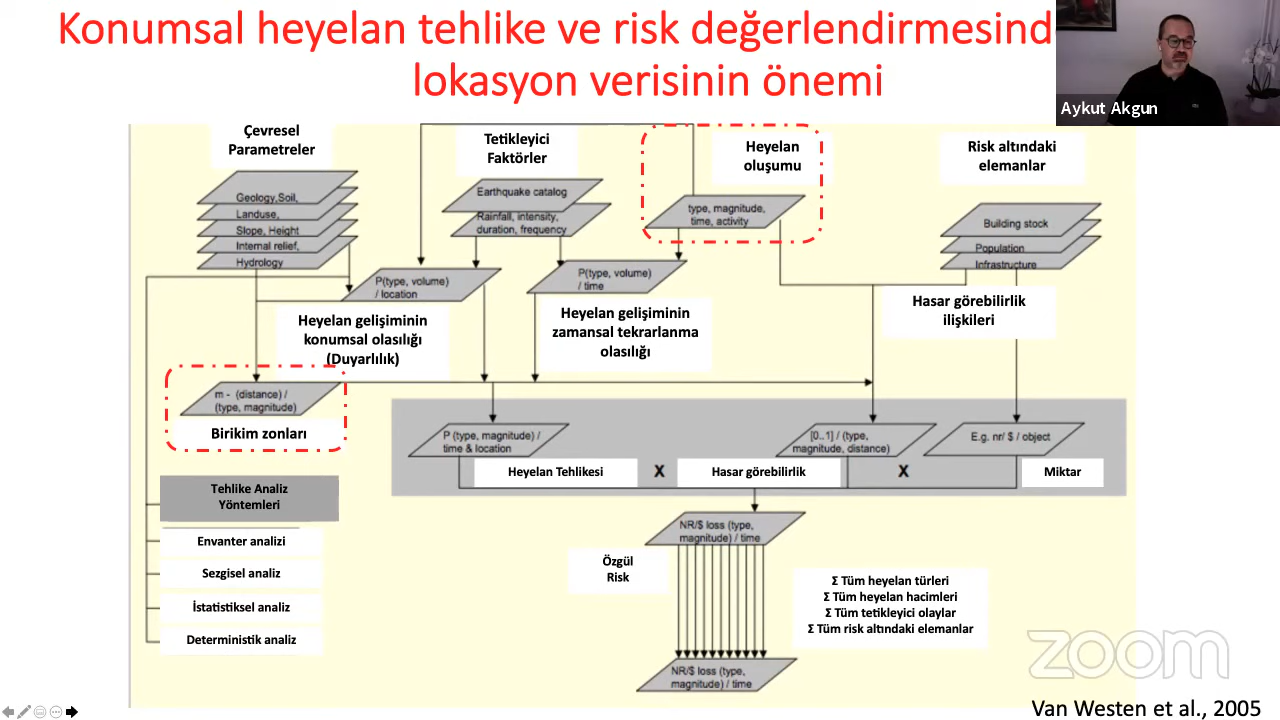 Konumsal heyelan tehlike ve risk değerlendirmesind
lokasyon verisinin önemi
Aykut Akgun
Çevresel
Parametreler
Geology,Soil,
Landuse,
Slope, Height
Internal relief,
Hydrology
Tetikleyici
Faktörler
Earthquake catalog
Rainfall, intensity,
duration, frequency
Heyelan
oluşumu
type, magnitude,
time, activity
Risk altındaki
elemanlar
Building stock
Population
Infrastructure
P(type, volume)
/ location
Heyelan gelişiminin
konumsal olasılığı
(Duyarlılık)
P(type, volume)
/ time
Heyelan gelişiminin
zamansal tekrarlanma
olasılığı
Hasar görebilirlik
ilişkileri
m - (distance) /
(type, magnitude)
Birikim zonları
P (type, magnitude) /
time & location
[0..1] / (type,
magnitude, distance)
E.g. nr/ $ / object
Heyelan Tehlikesi
X
Hasar görebilirlik
X
Miktar
Tehlike Analiz
Yöntemleri
Envanter analizi
Sezgisel analiz
İstatistiksel analiz
Deterministik analiz
NR/$ loss (type,
magnitude) / time
Özgül
Risk
Σ Tüm heyelan türleri
Σ Tüm heyelan hacimleri
Σ Tüm tetikleyici olaylar
Σ Tüm risk altındaki elemanlar
NR/$ loss (type,
magnitude) / time
zoom
Van Westen et al., 2005